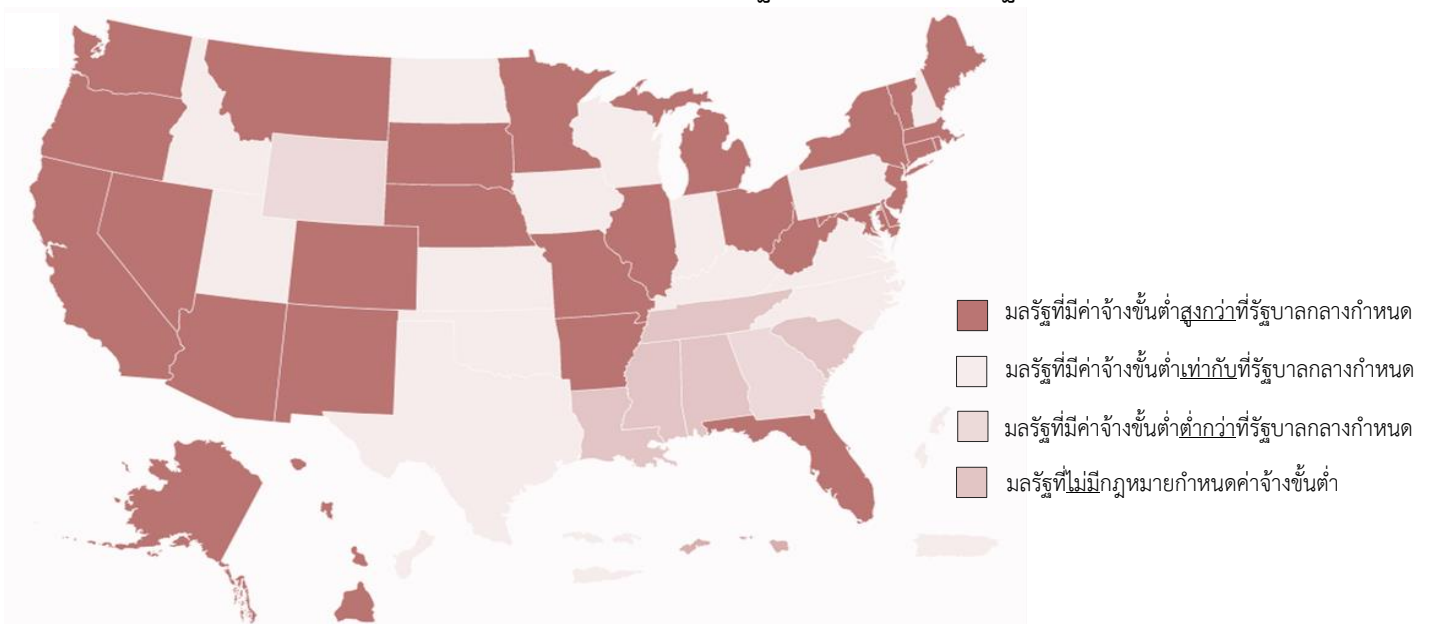 มลรัฐที่มีค่าจ้างขั้นต่ำสูงกว่าที่รัฐบาลกลางกำหนด
มลรัฐที่มีค่าจ้างขั้นต่ำเท่ากับที่รัฐบาลกลางกำหนด
มลรัฐที่มีค่าจ้างขั้นต่ำต่ำกว่าที่รัฐบาลกลางกำหนด
มลรัฐที่ไม่มีกฎหมายกำหนดค่าจ้างขั้นต่ำ